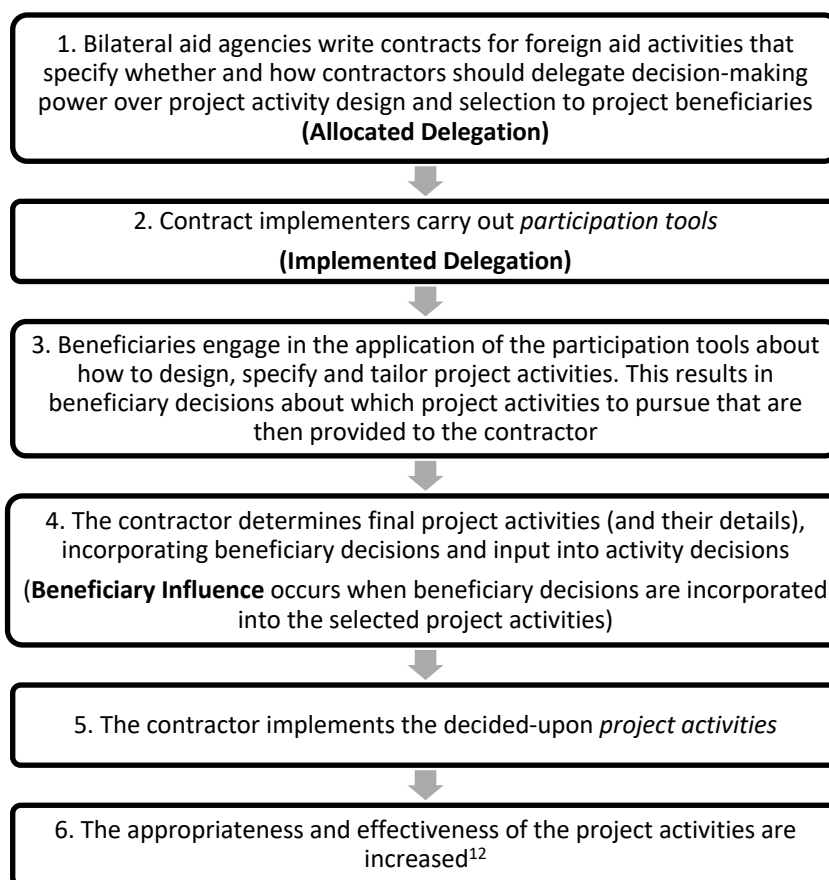 1. Bilateral aid agencies write contracts for foreign aid activities that
specify whether and how contractors should delegate decision-making
power over project activity design and selection to project beneficiaries
(Allocated Delegation)
2. Contract implementers carry out participation tools
(Implemented Delegation)
3. Beneficiaries engage in the application of the participation tools about
how to design, specify and tailor project activities. This results in
beneficiary decisions about which project activities to pursue that are
then provided to the contractor
4. The contractor determines final project activities (and their details),
incorporating beneficiary decisions and input into activity decisions
(Beneficiary Influence occurs when beneficiary decisions are incorporated
into the selected project activities)
5. The contractor implements the decided-upon project activities
6. The appropriateness and effectiveness of the project activities are
increased12